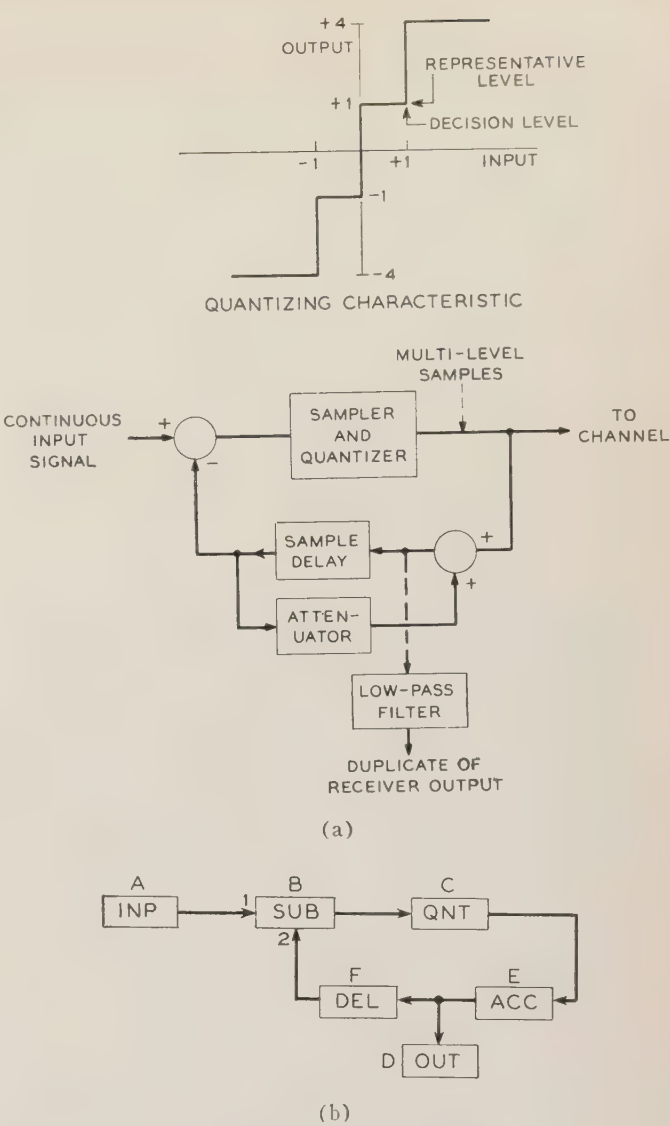 +4
OUTPUT
REPRESENTATIVE
LEVEL
+1
DECISION LEVEL
-1
+1
INPUT
-1
-4
QUANTIZING CHARACTERISTIC
MULTI-LEVEL
SAMPLES
CONTINUOUS
INPUT
SIGNAL
+
-
SAMPLER
AND
QUANTIZER
TO
CHANNEL
SAMPLE
DELAY
+
+
ATTEN-
UATOR
LOW-PASS
FILTER
DUPLICATE OF
RECEIVER OUTPUT
(a)
A
INP
1
B
SUB
2
C
QNT
F
DEL
E
ACC
D
OUT
(b)